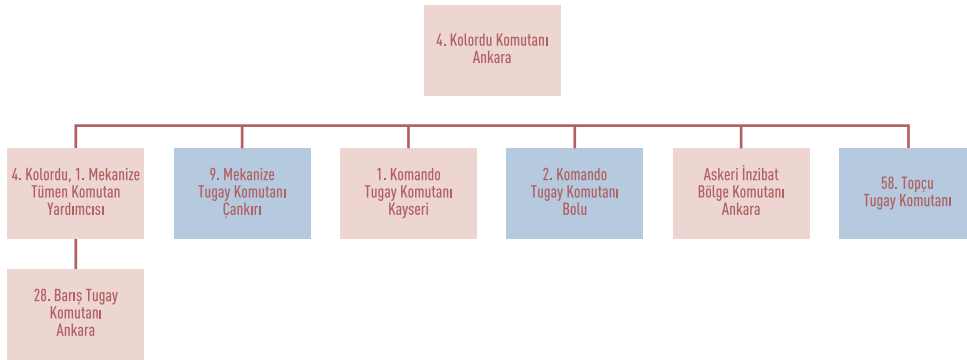 4. Kolordu Komutanı
Ankara
4. Kolordu, 1. Mekanize
Tümen Komutan
Yardımcısı
9. Mekanize
Tugay Komutanı
Çankırı
1. Komando
Tugay Komutanı
Kayseri
2. Komando
Tugay Komutanı
Bolu
Askeri İnzibat
Bölge Komutanı
Ankara
58. Topçu
Tugay Komutanı
28. Barış Tugay
Komutanı
Ankara